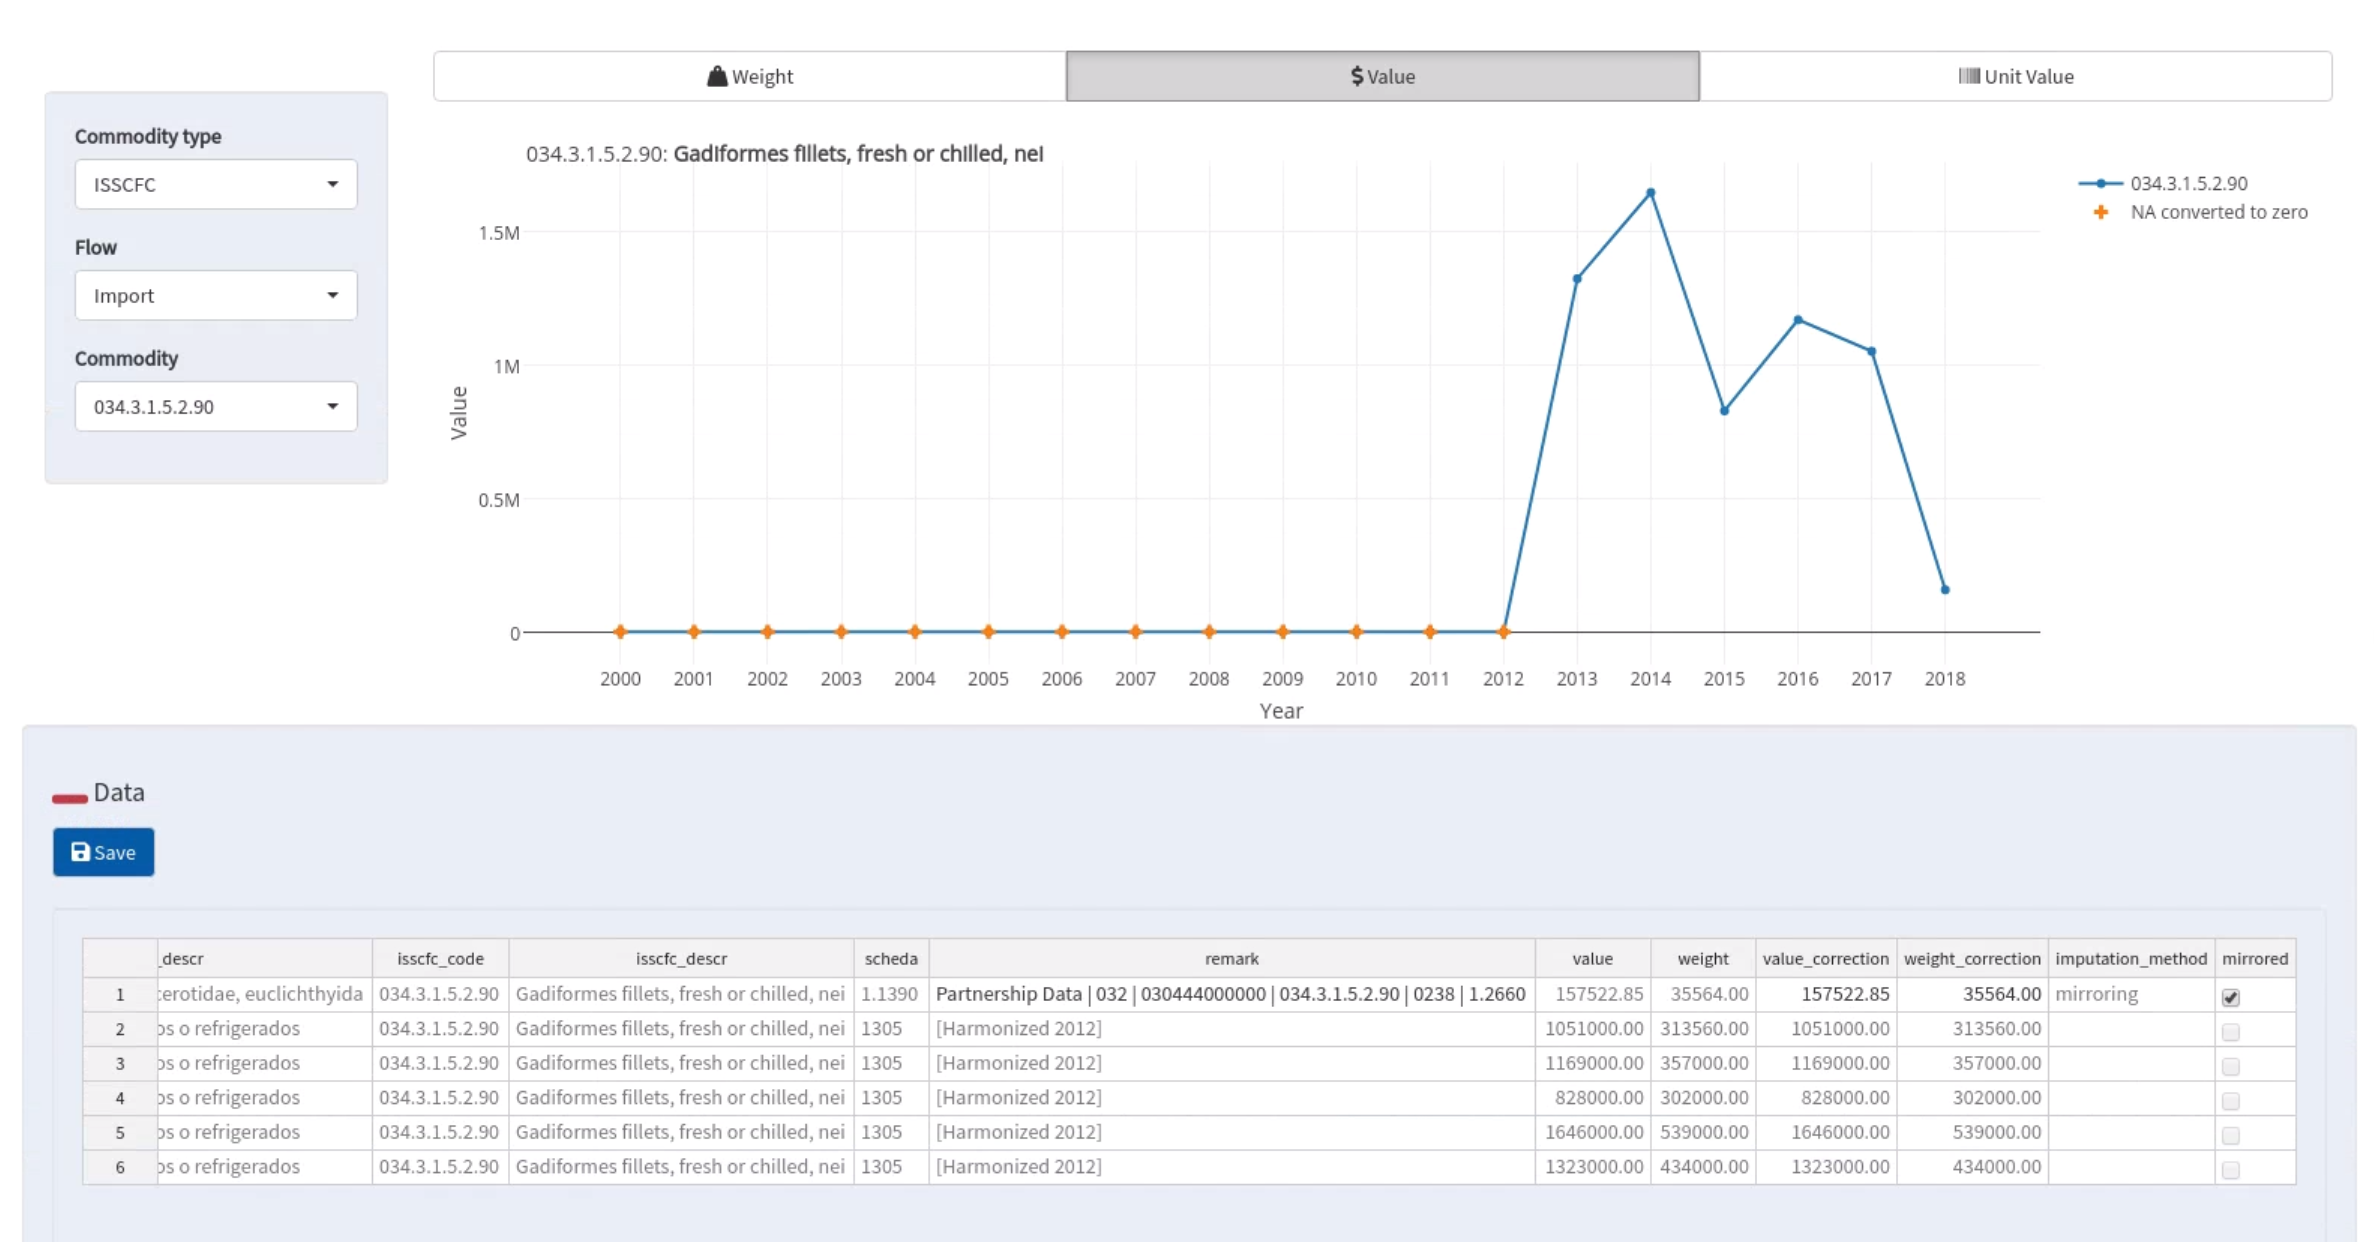 Weight
$ Value
Unit Value
Commodity type
ISSCFC
Flow
Import
Commodity
034.3.1.5.2.90
034.3.1.5.2.90: Gadiformes fillets, fresh or chilled, nei
034.3.1.5.2.90
NA converted to zero
Value
1.5M
1M
0.5M
0
2000 2001 2002 2003 2004 2005 2006 2007 2008 2009 2010 2011 2012 2013 2014 2015 2016 2017 2018
Year
Data
Save
_descr isscfc_code isscfc_descr scheda remark value weight value_correction weight_correction imputation_method mirrored
1 cerotidae, euclichthyida 034.3.1.5.2.90 Gadiformes fillets, fresh or chilled, nei 1.1390 Partnership Data | 032 | 030444000000 | 034.3.1.5.2.90 | 0238 | 1.2660 157522.85 35564.00 157522.85 35564.00 mirroring
2 os o refrigerados 034.3.1.5.2.90 Gadiformes fillets, fresh or chilled, nei 1305 [Harmonized 2012] 1051000.00 313560.00 1051000.00 313560.00
3 os o refrigerados 034.3.1.5.2.90 Gadiformes fillets, fresh or chilled, nei 1305 [Harmonized 2012] 1169000.00 357000.00 1169000.00 357000.00
4 os o refrigerados 034.3.1.5.2.90 Gadiformes fillets, fresh or chilled, nei 1305 [Harmonized 2012] 828000.00 302000.00 828000.00 302000.00
5 os o refrigerados 034.3.1.5.2.90 Gadiformes fillets, fresh or chilled, nei 1305 [Harmonized 2012] 1646000.00 539000.00 1646000.00 539000.00
6 os o refrigerados 034.3.1.5.2.90 Gadiformes fillets, fresh or chilled, nei 1305 [Harmonized 2012] 1323000.00 434000.00 1323000.00 434000.00